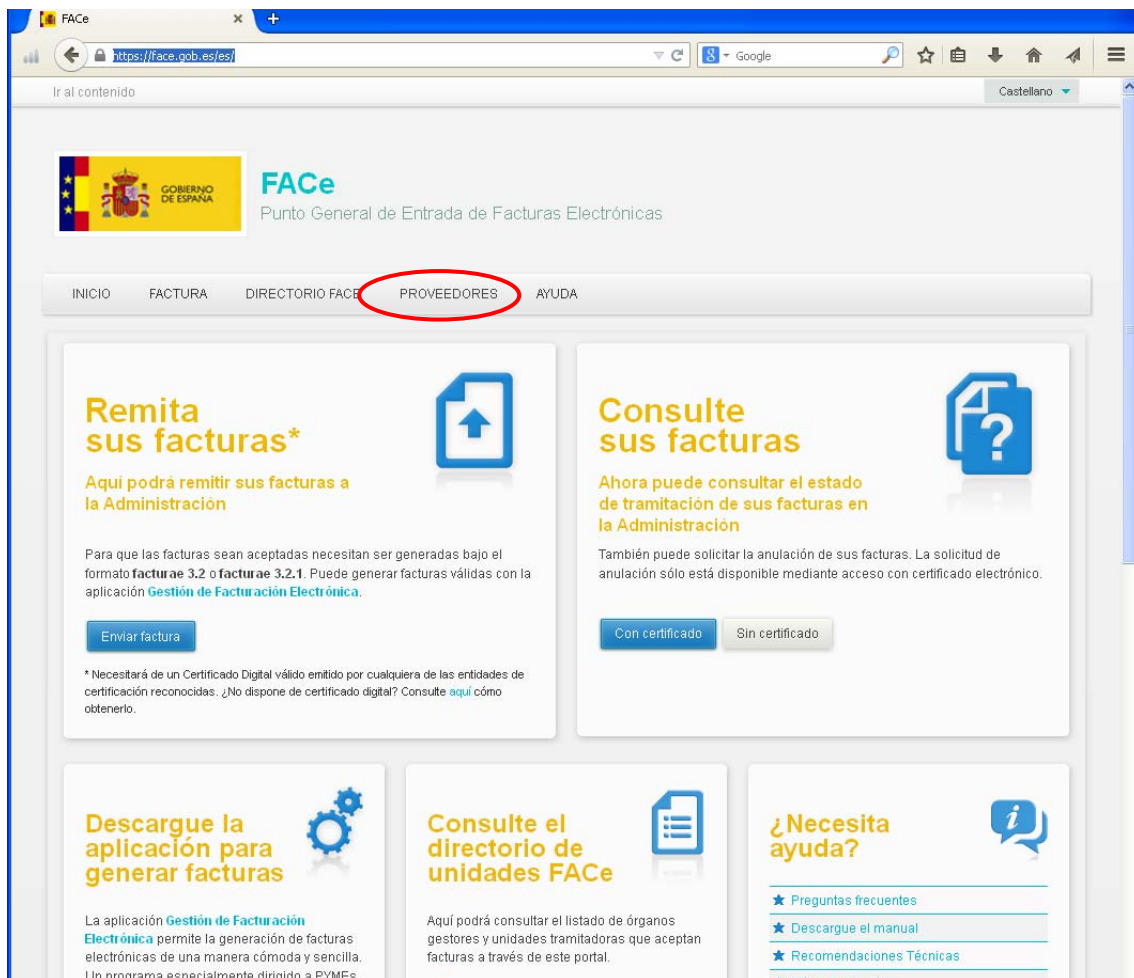 FACe
https://face.gob.es/es/
Google
Ir al contenido
Castellano
GOBIERNO
DE ESPAÑA
FACe
Punto General de Entrada de Facturas Electrónicas
INICIO FACTURA DIRECTORIO FACE PROVEEDORES AYUDA
Remita
sus facturas*
Aquí podrá remitir sus facturas a
la Administración
Para que las facturas sean aceptadas necesitan ser generadas bajo el
formato facturae 3.2 o facturae 3.2.1. Puede generar facturas válidas con la
aplicación Gestión de Facturación Electrónica.
Enviar factura
* Necesitará de un Certificado Digital válido emitido por cualquiera de las entidades de
certificación reconocidas. ¿No dispone de certificado digital? Consulte aquí cómo
obtenerlo.
Consulte
sus facturas
Ahora puede consultar el estado
de tramitación de sus facturas en
la Administración
También puede solicitar la anulación de sus facturas. La solicitud de
anulación sólo está disponible mediante acceso con certificado electrónico.
Con certificado Sin certificado
Descargue la
aplicación para
generar facturas
La aplicación Gestión de Facturación
Electrónica permite la generación de facturas
electrónicas de una manera cómoda y sencilla.
Un programa especialmente dirigido a PYMEs
Consulte el
directorio de
unidades FACe
Aquí podrá consultar el listado de órganos
gestores y unidades tramitadoras que aceptan
facturas a través de este portal.
¿Necesita
ayuda?
Preguntas frecuentes
Descargue el manual
Recomendaciones Técnicas